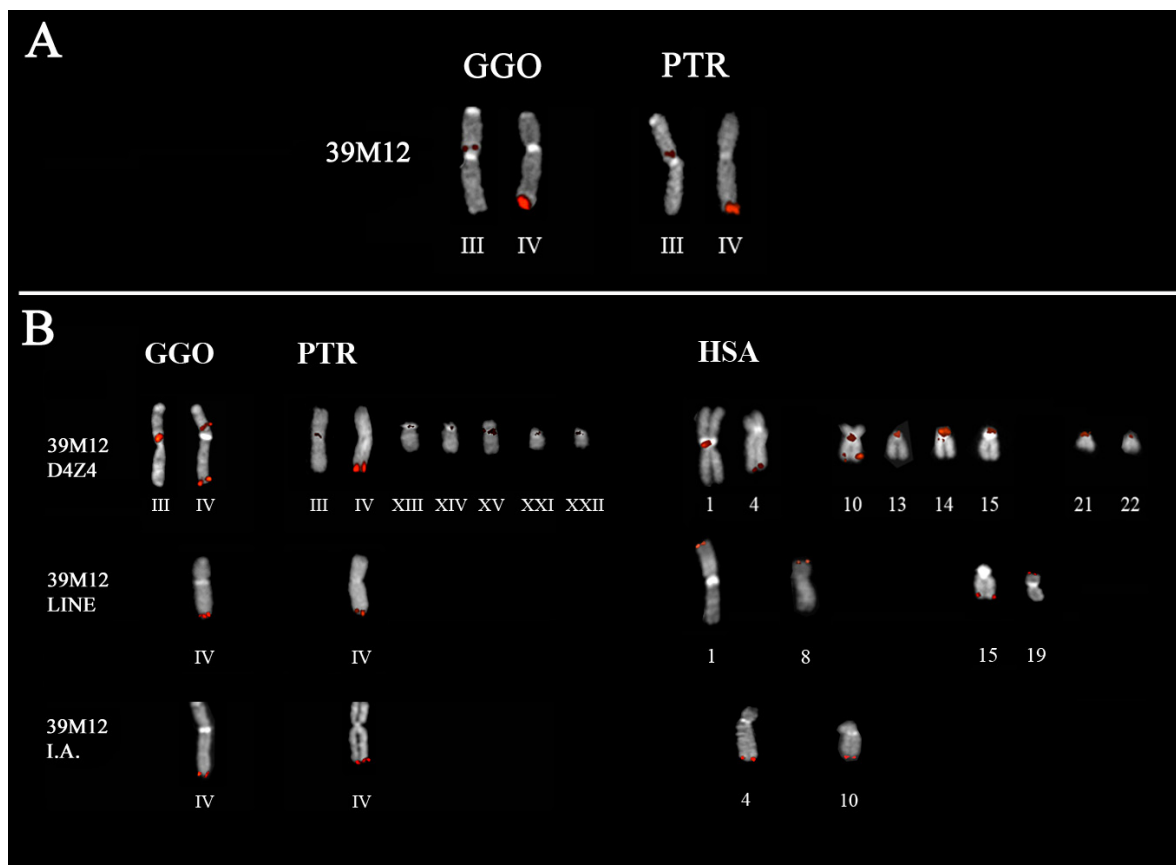 A
GGO PTR
39M12
III IV III IV
B
GGO PTR HSA
39M12
D4Z4
III IV III IV XIII XIV XV XXI XXII 1 4 10 13 14 15 21 22
39M12
LINE
IV IV 1 8 15 19
39M12
I.A.
IV IV 4 10